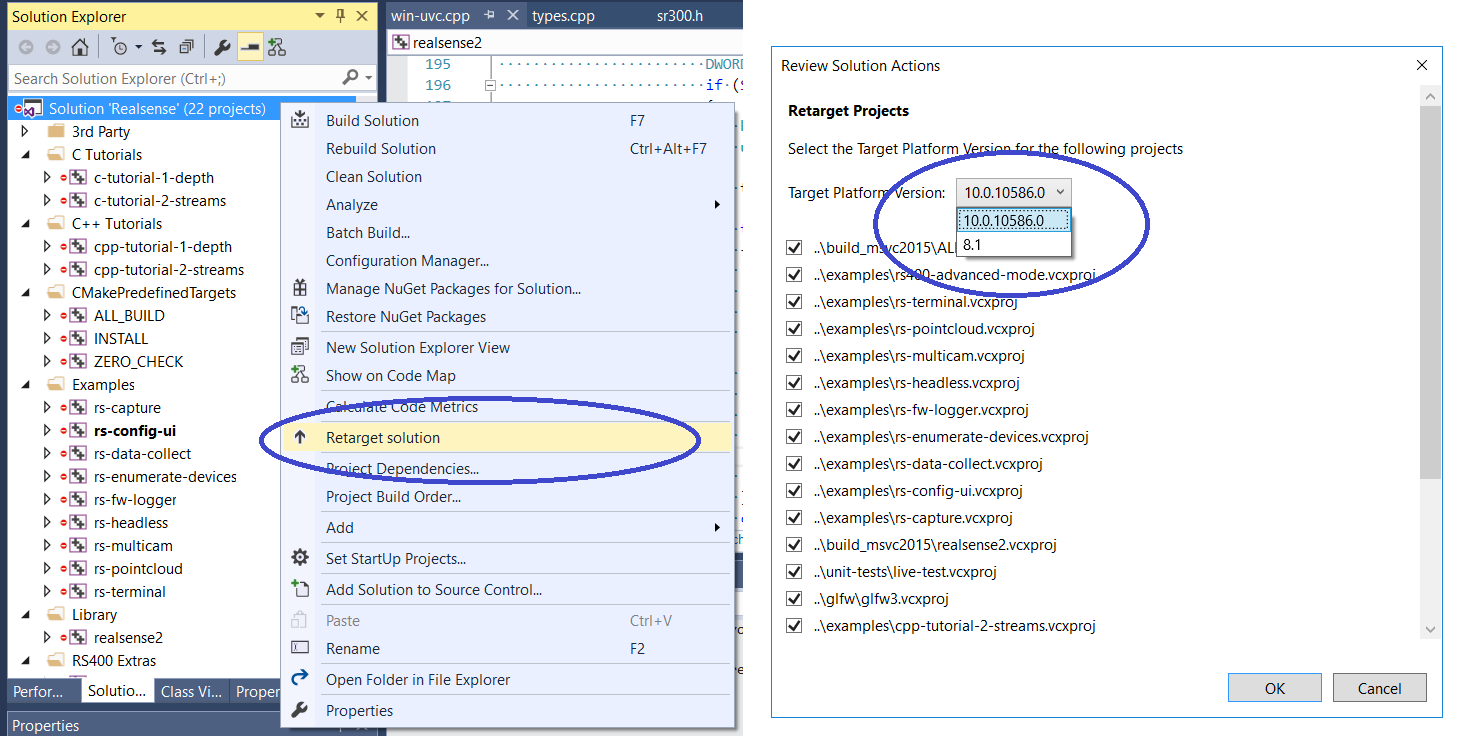 Solution Explorer
Search Solution Explorer (Ctrl+;)
Solution 'Realsense' (22 projects)
3rd Party
C Tutorials
c-tutorial-1-depth
c-tutorial-2-streams
C++ Tutorials
cpp-tutorial-1-depth
cpp-tutorial-2-streams
CMakePredefinedTargets
ALL_BUILD
INSTALL
ZERO_CHECK
Examples
rs-capture
rs-config-ui
rs-data-collect
rs-enumerate-devices
rs-fw-logger
rs-headless
rs-multicam
rs-pointcloud
rs-terminal
Library
realsense2
RS400 Extras
Perfor... Solutio... Class Vi... Proper
Properties
win-uvc.cpp types.cpp sr300.h
realsense2
195 DWORD
196 if (
Build Solution F7
Rebuild Solution Ctrl+Alt+F7
Clean Solution
Analyze
Batch Build...
Configuration Manager...
Manage NuGet Packages for Solution...
Restore NuGet Packages
New Solution Explorer View
Show on Code Map
Calculate Code Metrics
Retarget solution
Project Dependencies...
Project Build Order...
Add
Set StartUp Projects...
Add Solution to Source Control...
Paste Ctrl+V
Rename F2
Open Folder in File Explorer
Properties
Review Solution Actions
Retarget Projects
Select the Target Platform Version for the following projects
Target Platform Version: 10.0.10586.0
10.0.10586.0
8.1
..\build_msvc2015\AL
..\examples\rs400-advanced-mode.vcxproj
..\examples\rs-terminal.vcxproj
..\examples\rs-pointcloud.vcxproj
..\examples\rs-multicam.vcxproj
..\examples\rs-headless.vcxproj
..\examples\rs-fw-logger.vcxproj
..\examples\rs-enumerate-devices.vcxproj
..\examples\rs-data-collect.vcxproj
..\examples\rs-config-ui.vcxproj
..\examples\rs-capture.vcxproj
..\build_msvc2015\realsense2.vcxproj
..\unit-tests\live-test.vcxproj
..\glfw\glfw3.vcxproj
..\examples\cpp-tutorial-2-streams.vcxproj
OK Cancel